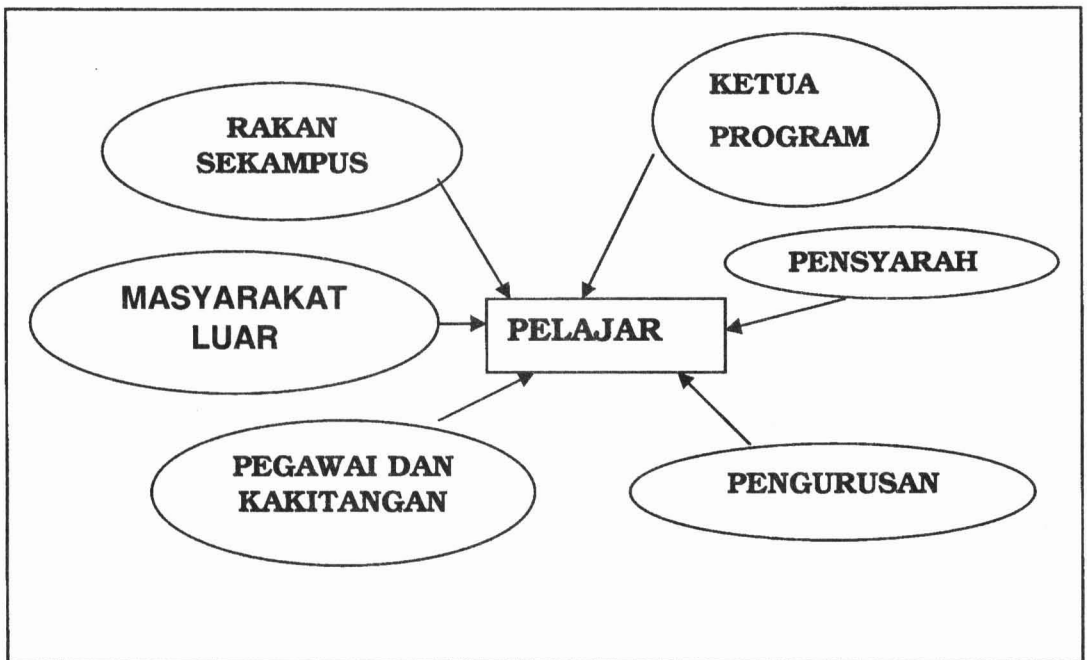 RAKAN
SEKAMPUS
KETUA
PROGRAM
PENSYARAH
MASYARAKAT
LUAR
PELAJAR
PEGAWAI DAN
KAKITANGAN
PENGURUSAN